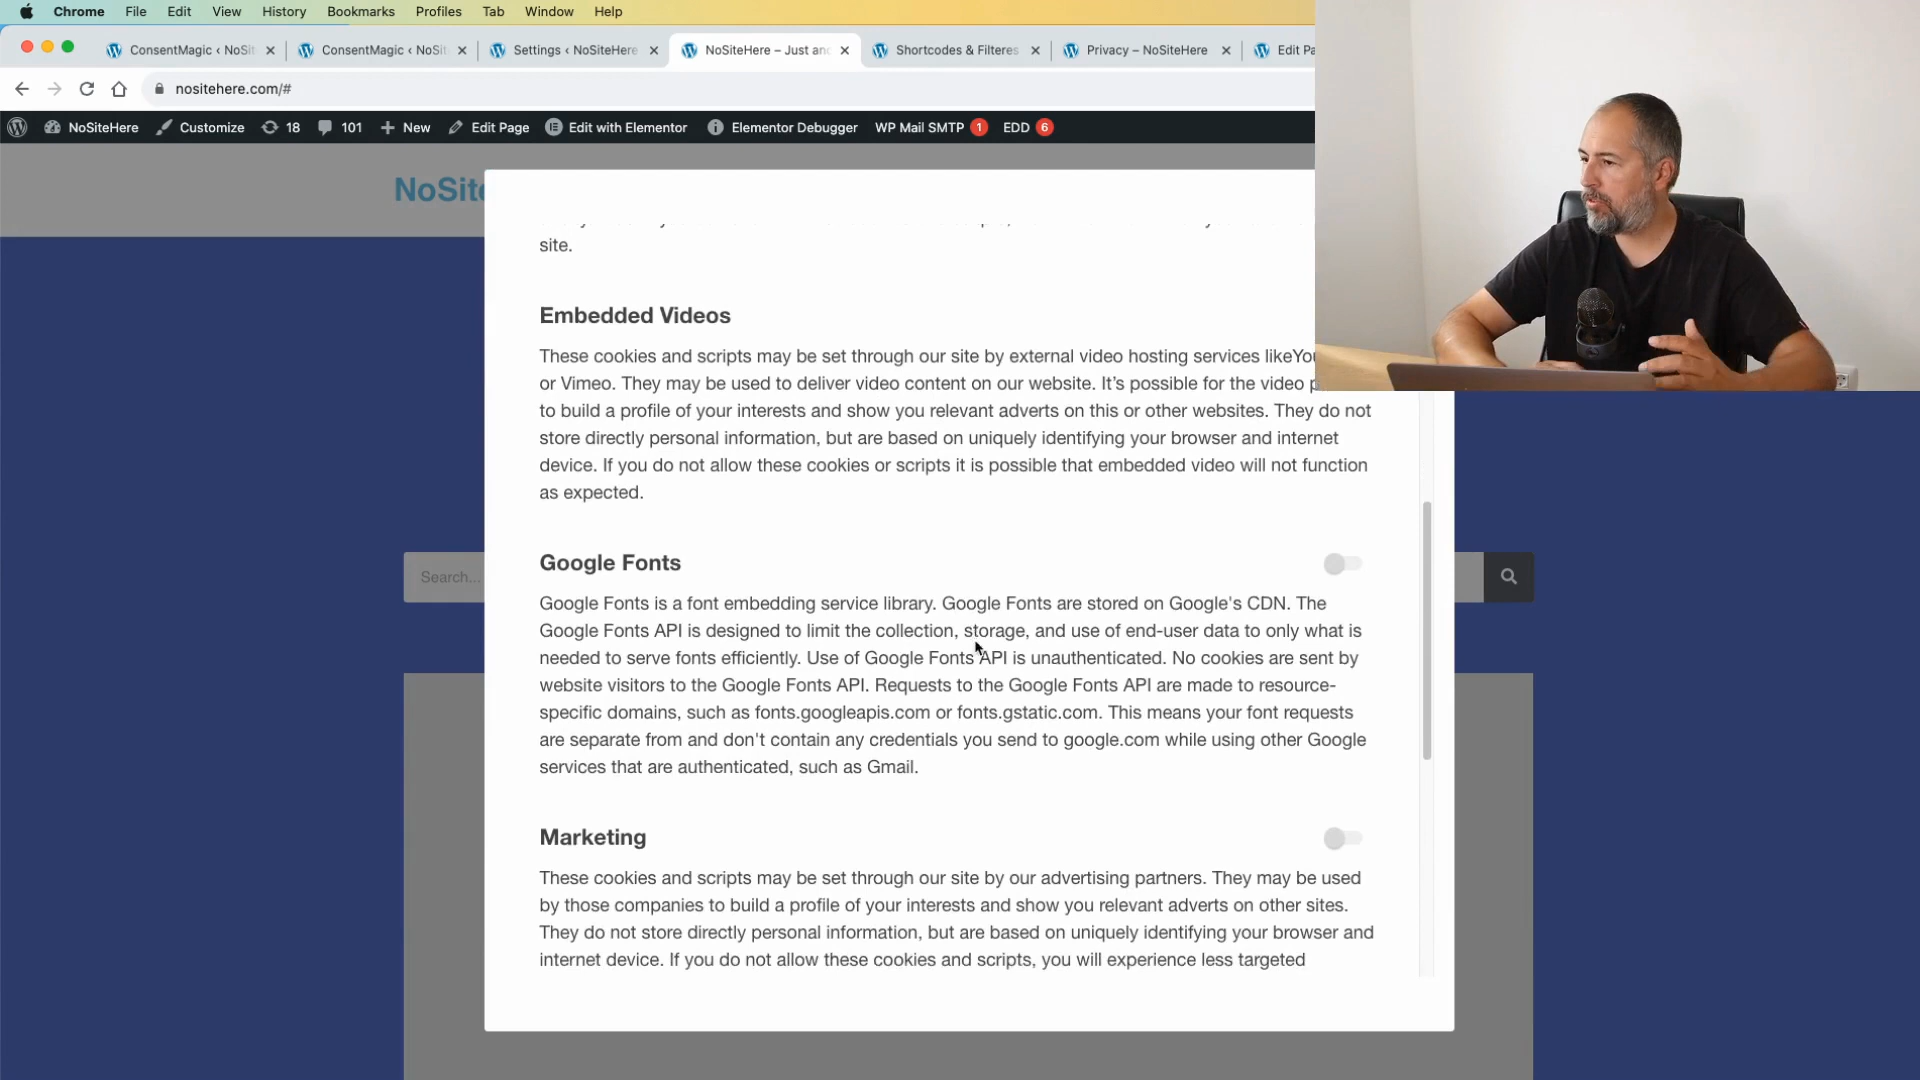 Chrome File Edit View History Bookmarks Profiles Tab Window Help
ConsentMagic ‹ NoSit ConsentMagic ‹ NoSit Settings ‹ NoSiteHere NoSiteHere – Just an Shortcodes & Filteres Privacy – NoSiteHere Edit Pa
nositehere.com/#
NoSiteHere Customize 18 101 New Edit Page Edit with Elementor Elementor Debugger WP Mail SMTP 1 EDD 6
NoSite
site.
Embedded Videos
These cookies and scripts may be set through our site by external video hosting services likeYou
or Vimeo. They may be used to deliver video content on our website. It’s possible for the video p
to build a profile of your interests and show you relevant adverts on this or other websites. They do not
store directly personal information, but are based on uniquely identifying your browser and internet
device. If you do not allow these cookies or scripts it is possible that embedded video will not function
as expected.
Google Fonts
Search...
Google Fonts is a font embedding service library. Google Fonts are stored on Google's CDN. The
Google Fonts API is designed to limit the collection, storage, and use of end-user data to only what is
needed to serve fonts efficiently. Use of Google Fonts API is unauthenticated. No cookies are sent by
website visitors to the Google Fonts API. Requests to the Google Fonts API are made to resource-
specific domains, such as fonts.googleapis.com or fonts.gstatic.com. This means your font requests
are separate from and don't contain any credentials you send to google.com while using other Google
services that are authenticated, such as Gmail.
Marketing
These cookies and scripts may be set through our site by our advertising partners. They may be used
by those companies to build a profile of your interests and show you relevant adverts on other sites.
They do not store directly personal information, but are based on uniquely identifying your browser and
internet device. If you do not allow these cookies and scripts, you will experience less targeted